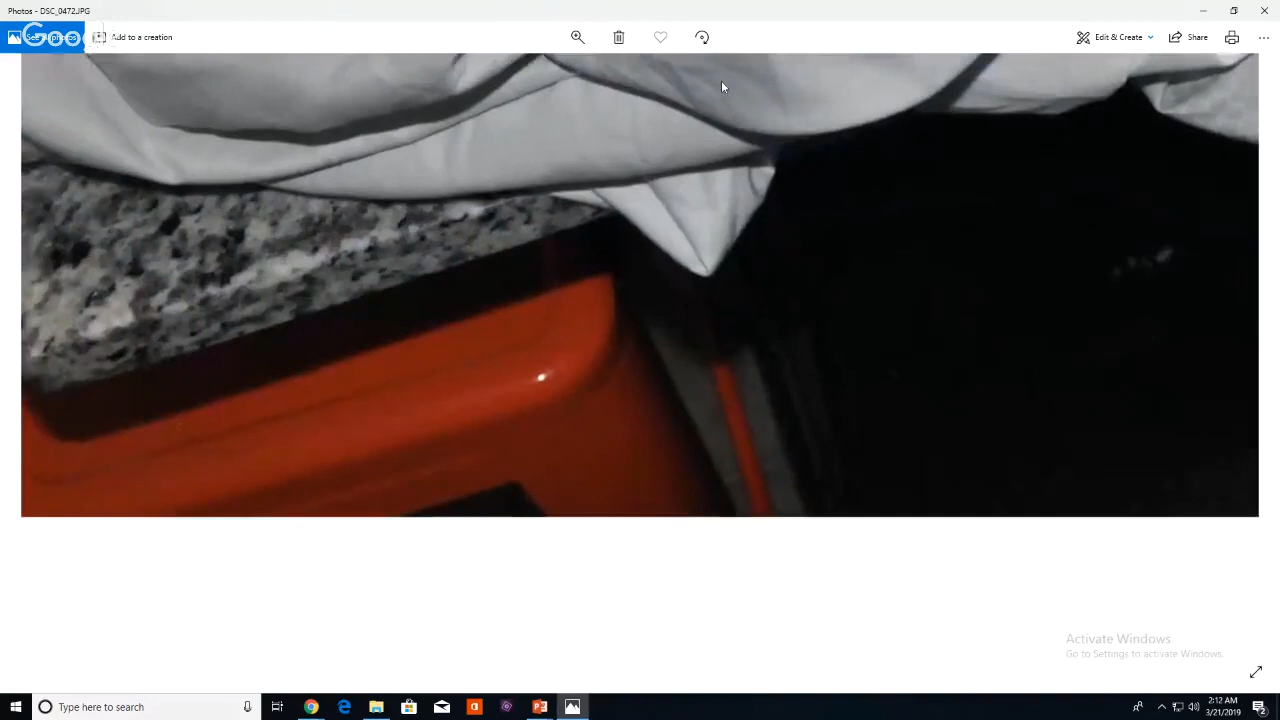 Photos - DSC_0472.JPG
Add to a creation
Edit & Create
Share
Activate Windows
Go to Settings to activate Windows.
Type here to search
2:12 AM
3/21/2019
2